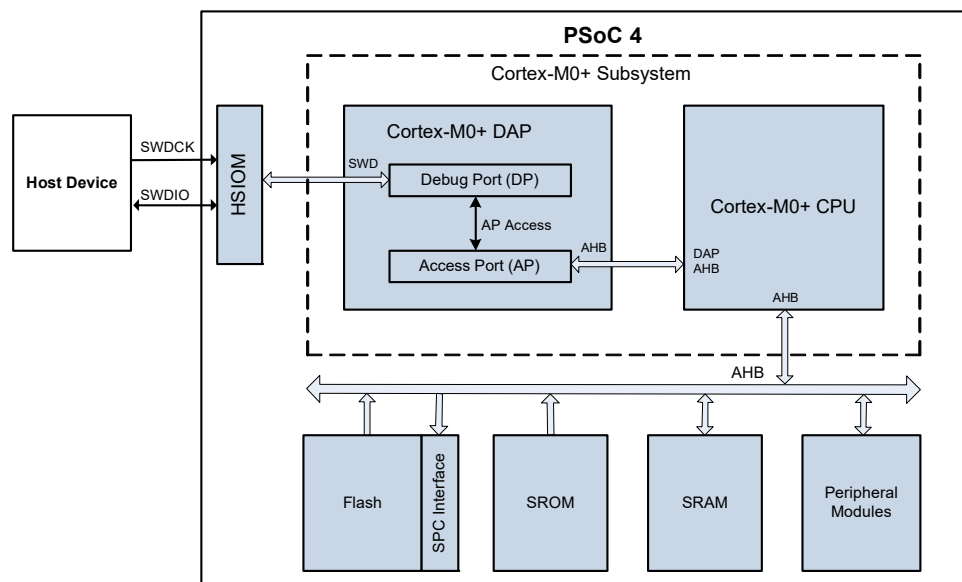 PSoC 4
Cortex-M0+ Subsystem
Cortex-M0+ DAP
SWDCK
SWD
Host Device
Debug Port (DP)
HSIOM
SWDIO
Cortex-M0+ CPU
AP Access
AHB
Access Port (AP)
DAP
AHB
AHB
AHB
Flash
SPC Interface
SROM
SRAM
Peripheral
Modules